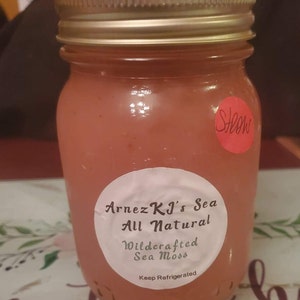 ArnezKJ's Sea
All Natural
Wildcrafted
Sea Moss
Keep Refrigerated